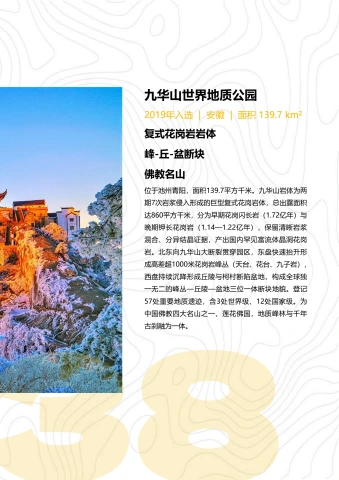 九华山世界地质公园
2019年入选 | 安徽 | 面积 139.7 km²
复式花岗岩岩体
峰-丘-盆断块
佛教名山
位于池州青阳，面积139.7平方千米。九华山岩体为两
期7次岩浆侵入形成的巨型复式花岗岩体，总出露面积
达860平方千米，分为早期花岗闪长岩（1.72亿年）与
晚期钾长花岗岩（1.14—1.22亿年），保留清晰岩浆
混合、分异结晶证据，产出国内罕见富流体晶洞花岗
岩。北东向九华山大断裂贯穿园区，东盘快速抬升形
成高差超1000米花岗岩峰丛（天台、花台、九子岩），
西盘持续沉降形成丘陵与柯村断陷盆地，构成全球独
一无二的峰丛—丘陵—盆地三位一体断块地貌。登记
57处重要地质遗迹，含3处世界级、12处国家级。为
中国佛教四大名山之一、莲花佛国，地质峰林与千年
古刹融为一体。
38